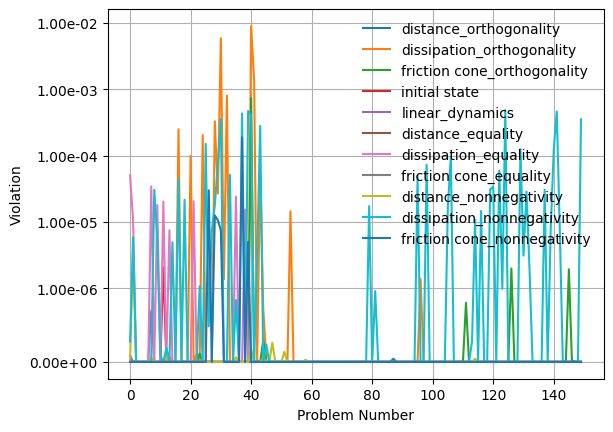 1.00e-02
1.00e-03
1.00e-04
1.00e-05
1.00e-06
0.00e+00
Violation
distance_orthogonality
dissipation_orthogonality
friction cone_orthogonality
initial state
linear_dynamics
distance_equality
dissipation_equality
friction cone_equality
distance_nonnegativity
dissipation_nonnegativity
friction cone_nonnegativity
0 20 40 60 80 100 120 140
Problem Number